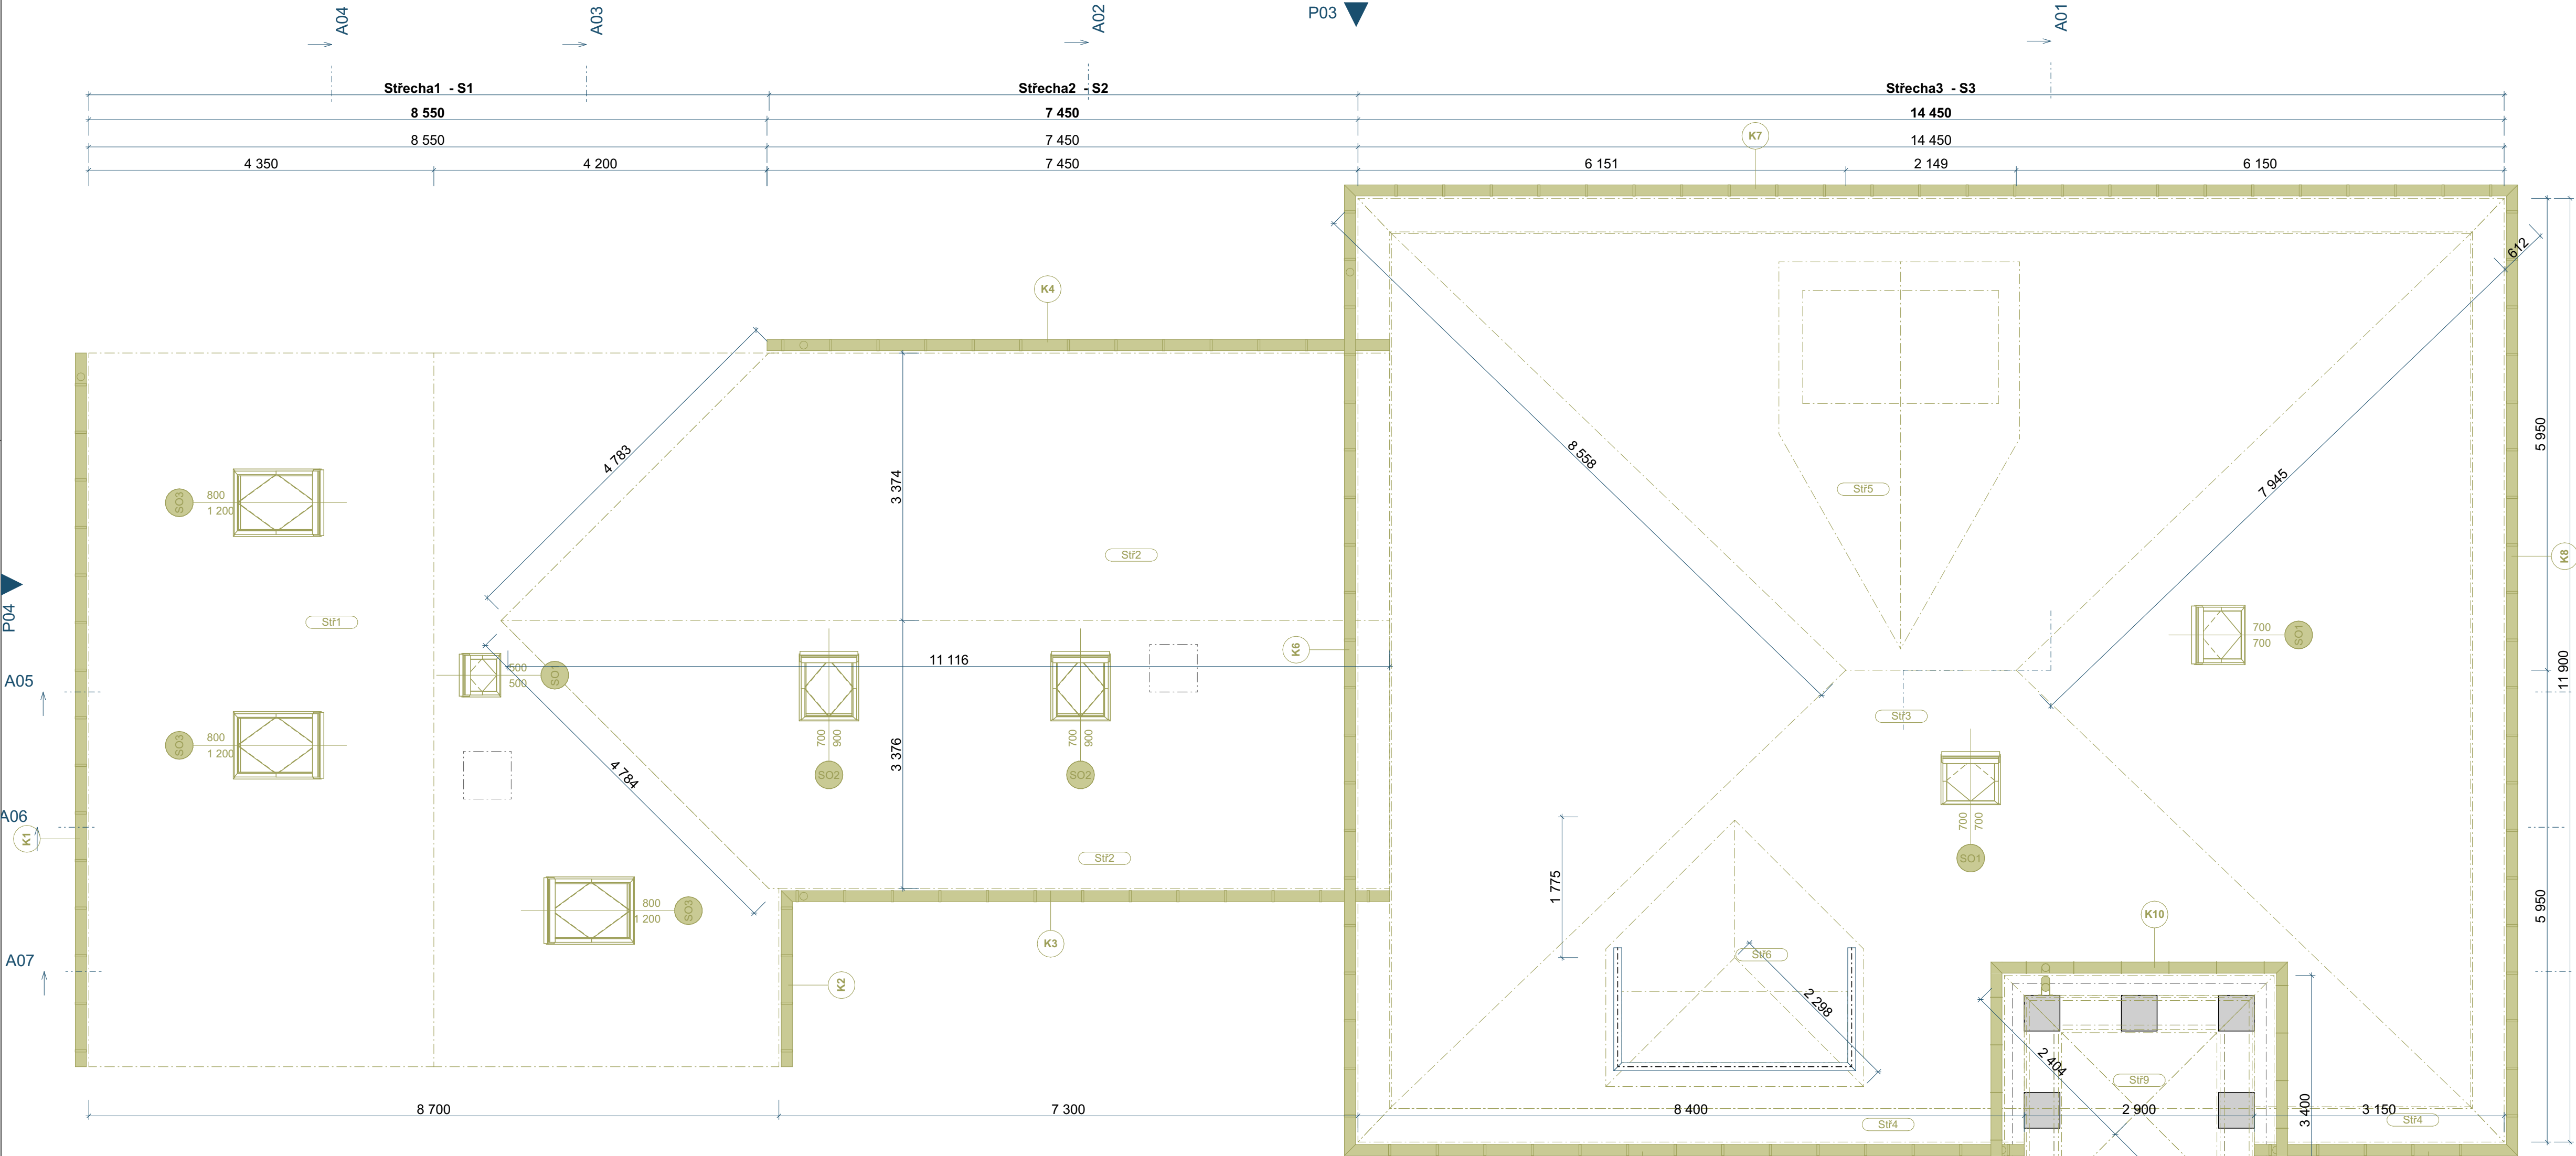 A04
A03
A02
P03
A01
Střecha1 - S1
Střecha2 - S2
Střecha3 - S3
8 550
7 450
14 450
8 550
7 450
14 450
4 350
4 200
7 450
6 151
2 149
6 150
K7
612
K4
4 783
3 374
8 558
7 945
5 950
Stř5
SO3
800
1 200
Stř2
K8
P04
Stř1
K6
700
700
SO1
11 116
500
500
SO1
A05
11 900
Stř3
SO3
800
1 200
700
900
SO2
700
900
SO2
3 376
4 784
A06
K1
700
700
SO1
Stř2
1 775
800
1 200
SO3
5 950
K10
K3
Stř6
A07
K2
2 298
2 404
Stř9
8 700
7 300
8 400
2 900
3 400
3 150
Stř4
Stř4